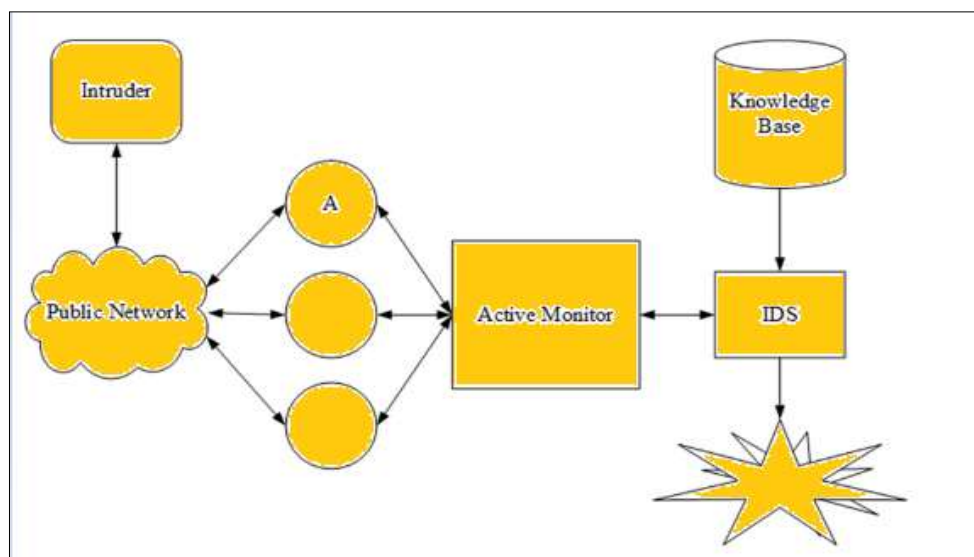 Intruder
Knowledge
Base
A
Public Network
Active Monitor
IDS